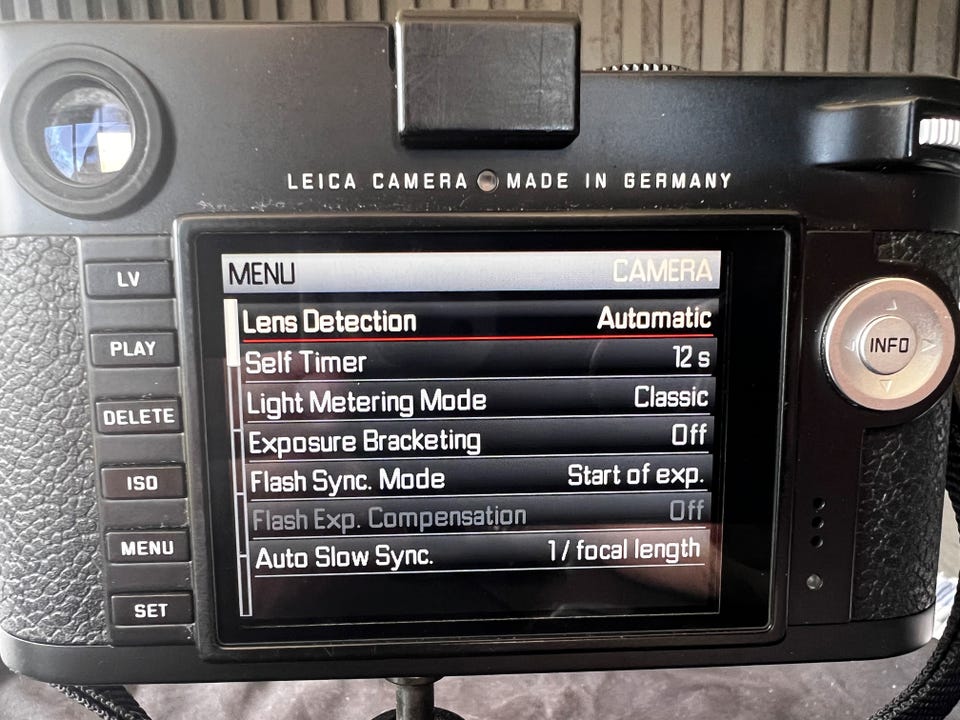 LEICA CAMERA MADE IN GERMANY
MENU CAMERA
Lens Detection Automatic
Self Timer 12 s
Light Metering Mode Classic
Exposure Bracketing Off
Flash Sync. Mode Start of exp.
Flash Exp. Compensation Off
Auto Slow Sync. 1 / focal length
LV
PLAY
DELETE
ISO
MENU
SET
INFO